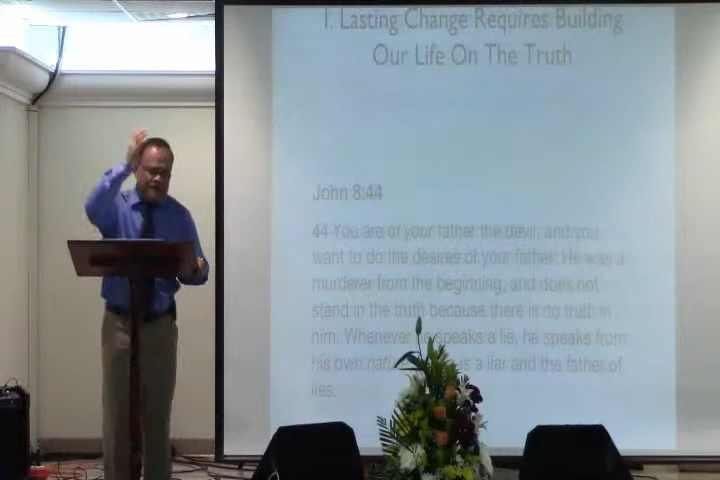 1. Lasting Change Requires Building
Our Life On The Truth
John 8:44
44 You are of your father the devil, and you
want to do the desires of your father. He was a
murderer from the beginning, and does not
stand in the truth because there is no truth in
him. Whenever speaks a lie, he speaks from
his own is a liar and the father of
lies.